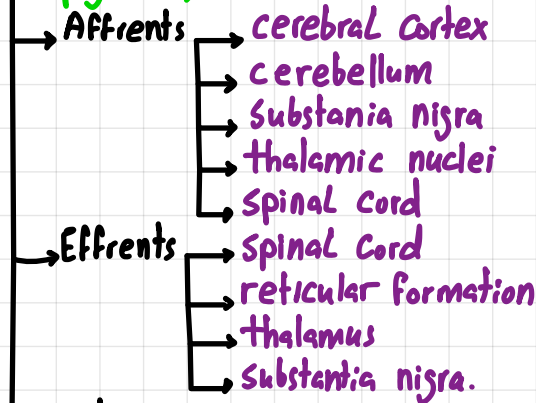 Affrents
cerebral cortex
cerebellum
Substania nigra
thalamic nuclei
spinal cord
Effrents
spinal cord
reticular formation
thalamus
substantia nigra.